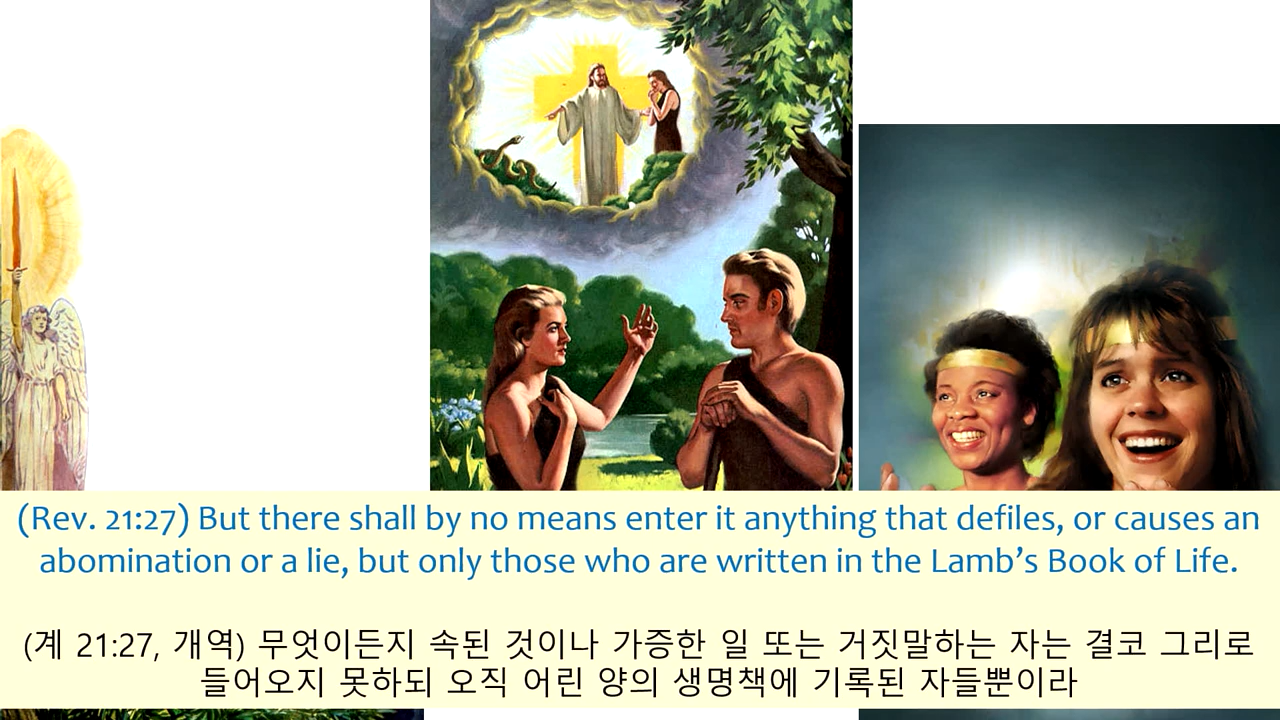 (Rev. 21:27) But there shall by no means enter it anything that defiles, or causes an
abomination or a lie, but only those who are written in the Lamb’s Book of Life.
(계 21:27, 개역) 무엇이든지 속된 것이나 가증한 일 또는 거짓말하는 자는 결코 그리로
들어오지 못하되 오직 어린 양의 생명책에 기록된 자들뿐이라